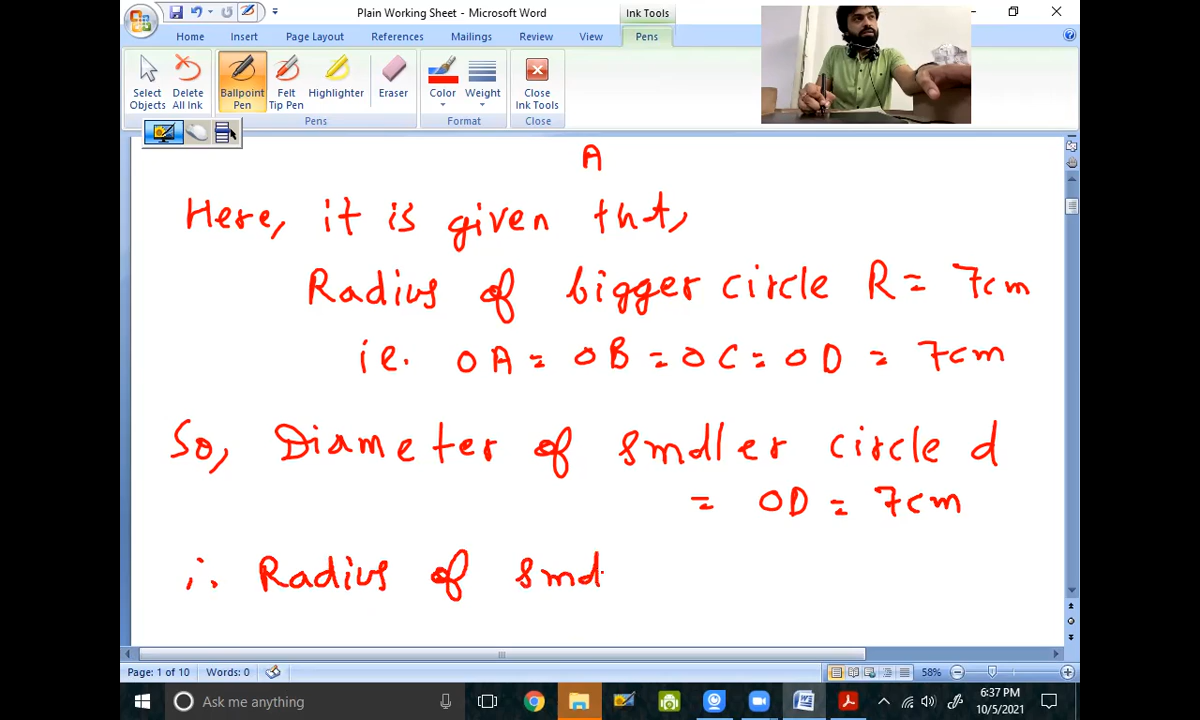 Plain Working Sheet - Microsoft Word
Ink Tools
Home Insert Page Layout References Mailings Review View Pens
Select Objects
Delete All Ink
Ballpoint Pen
Felt Tip Pen
Highlighter
Eraser
Color
Weight
Close Ink Tools
Pens Format Close
A
Here, it is given tht,
Radius of bigger circle R = 7cm
ie. OA = OB = OC = OD = 7cm
So, Diameter of smaller circle d
= OD = 7cm
∴ Radius of sma
Page: 1 of 10 Words: 0 58%
Ask me anything
6:37 PM
10/5/2021